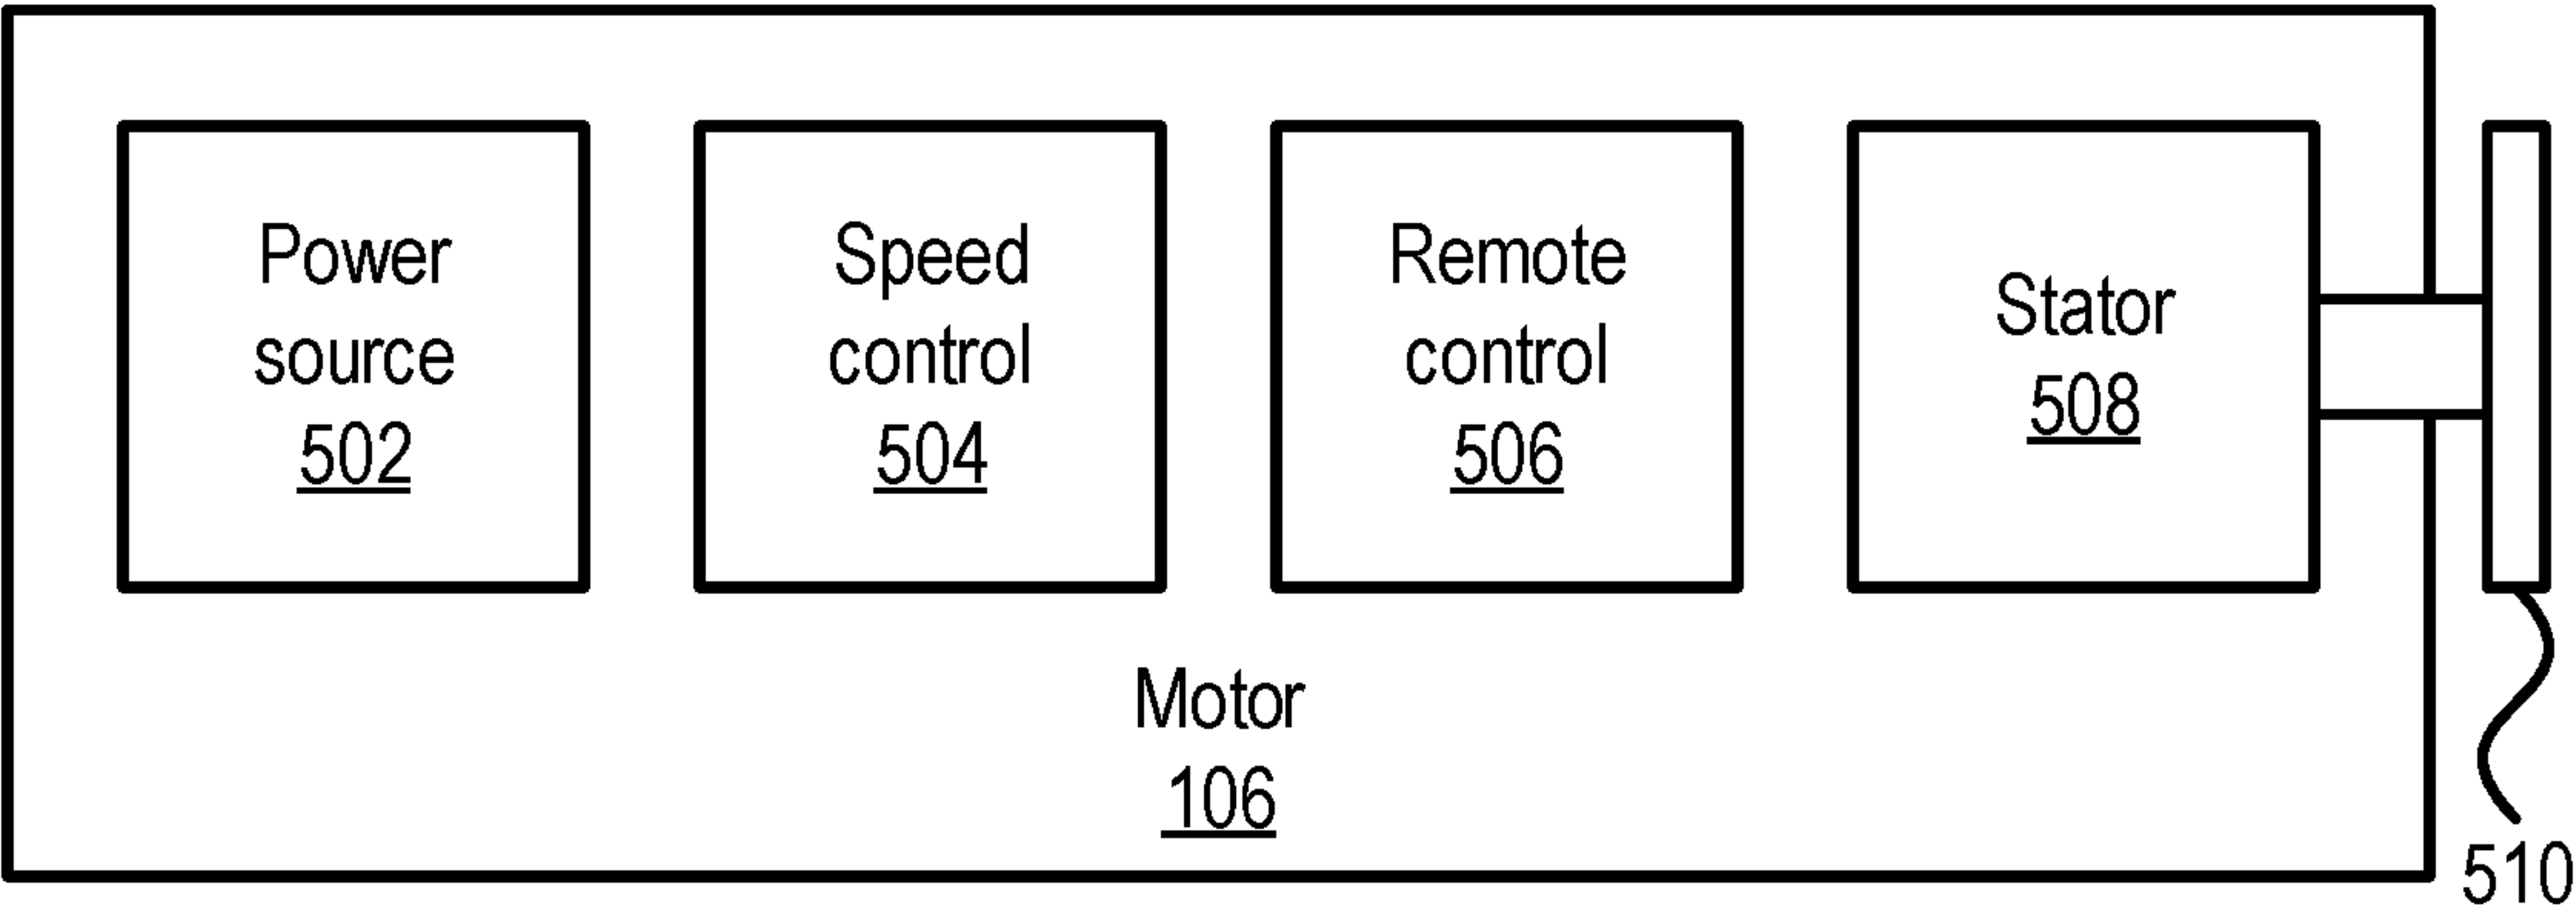 Power
source
502
Speed
control
504
Remote
control
506
Stator
508
Motor
106
510